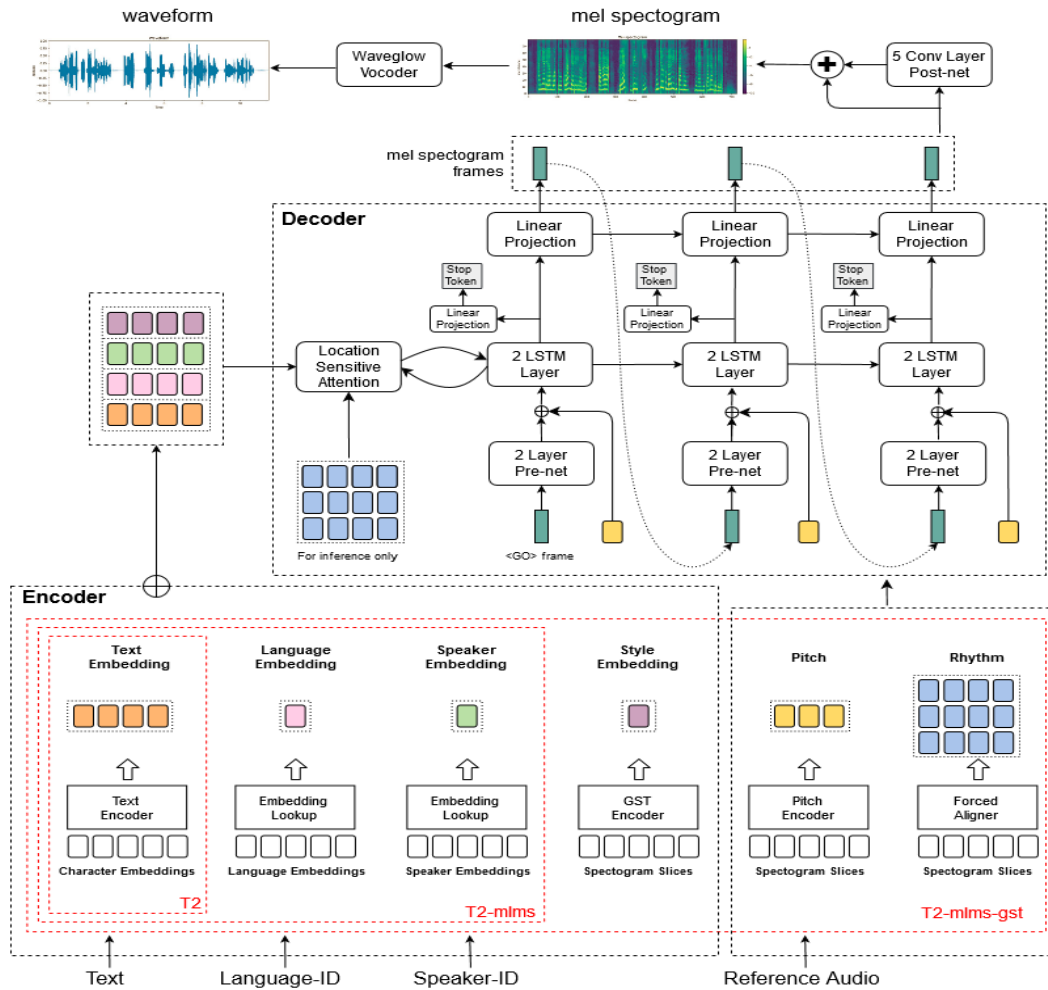 waveform
mel spectogram
Waveglow
Vocoder
5 Conv Layer
Post-net
mel spectogram
frames
Decoder
Linear
Projection
Linear
Projection
Linear
Projection
Stop
Token
Stop
Token
Stop
Token
Linear
Projection
Linear
Projection
Linear
Projection
Location
Sensitive
Attention
2 LSTM
Layer
2 LSTM
Layer
2 LSTM
Layer
2 Layer
Pre-net
2 Layer
Pre-net
2 Layer
Pre-net
For inference only
<GO> frame
Encoder
Text
Embedding
Language
Embedding
Speaker
Embedding
Style
Embedding
Pitch
Rhythm
Text
Encoder
Embedding
Lookup
Embedding
Lookup
GST
Encoder
Pitch
Encoder
Forced
Aligner
Character Embeddings
Language Embeddings
Speaker Embeddings
Spectogram Slices
Spectogram Slices
Spectogram Slices
T2
T2-mlms
T2-mlms-gst
Text
Language-ID
Speaker-ID
Reference Audio